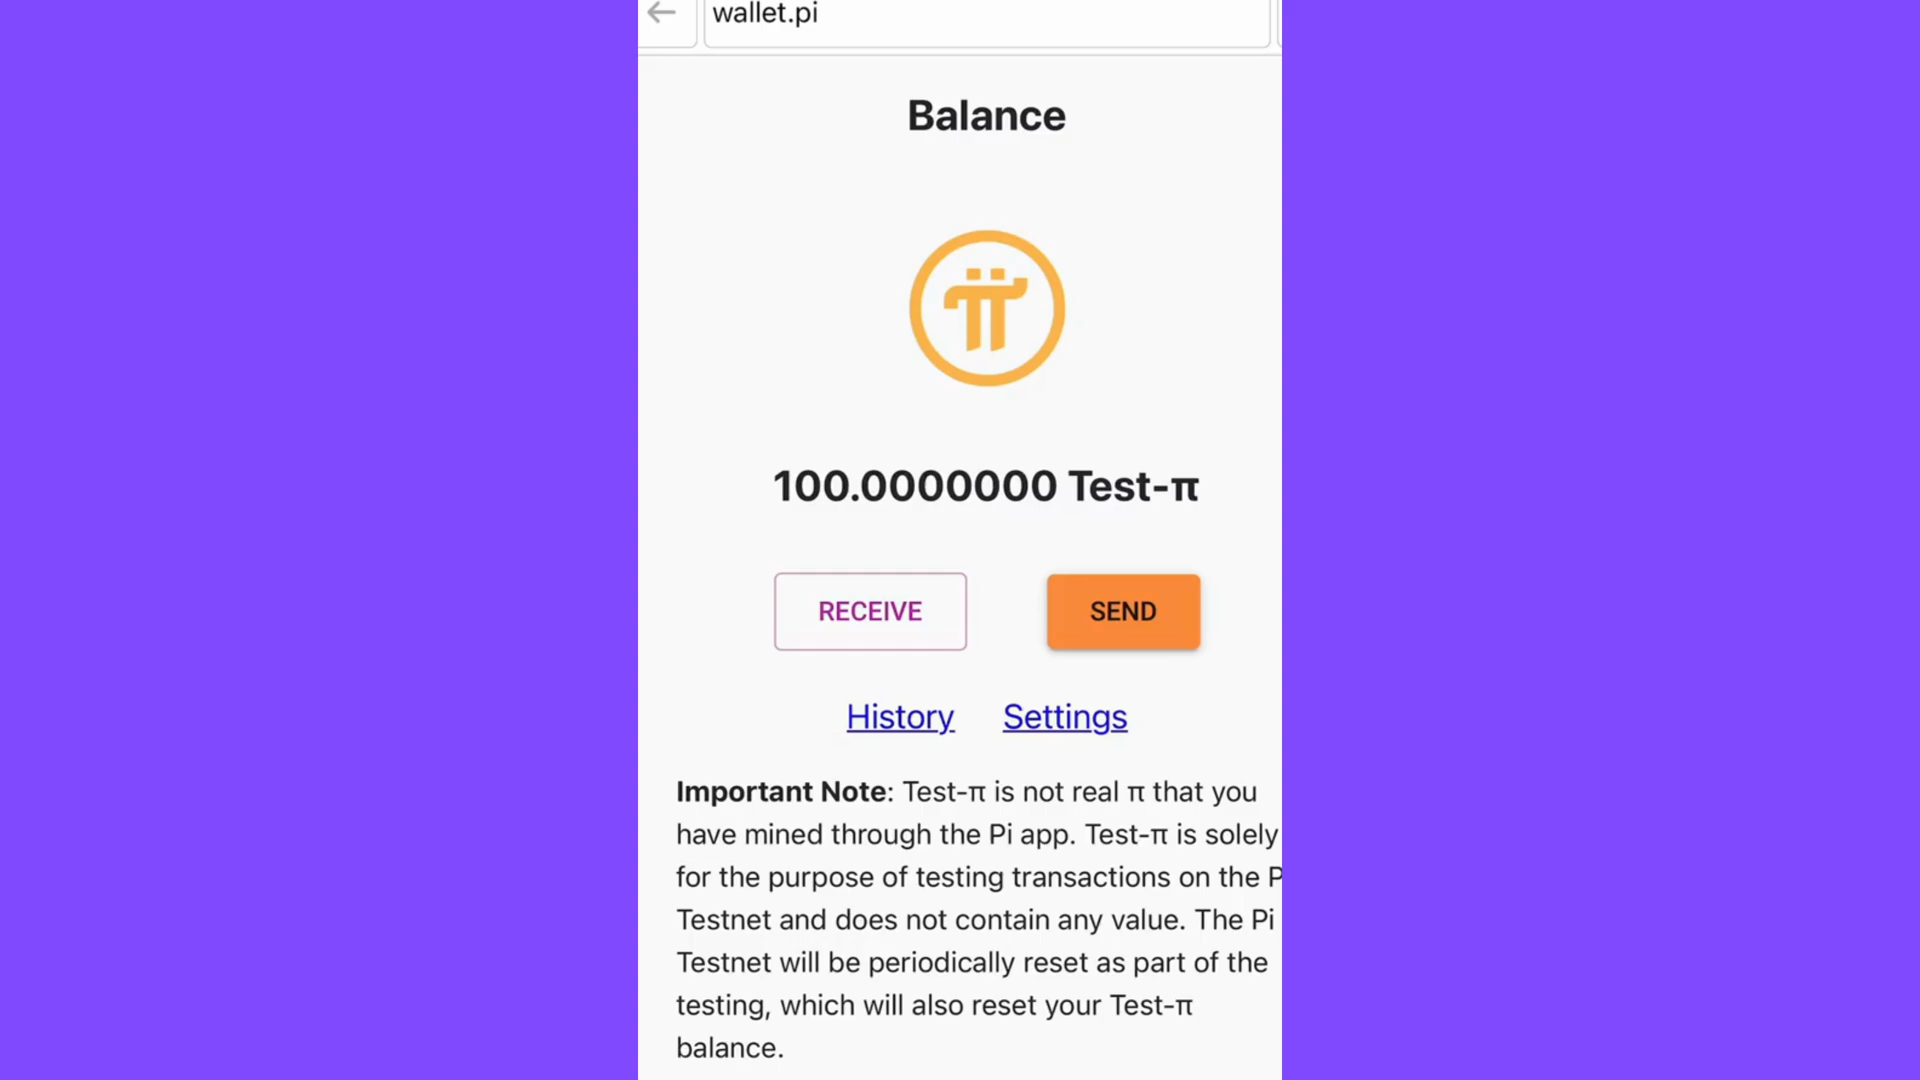 wallet.pi
Balance
100.0000000 Test-π
RECEIVE SEND
History Settings
Important Note: Test-π is not real π that you
have mined through the Pi app. Test-π is solely
for the purpose of testing transactions on the P
Testnet and does not contain any value. The Pi
Testnet will be periodically reset as part of the
testing, which will also reset your Test-π
balance.